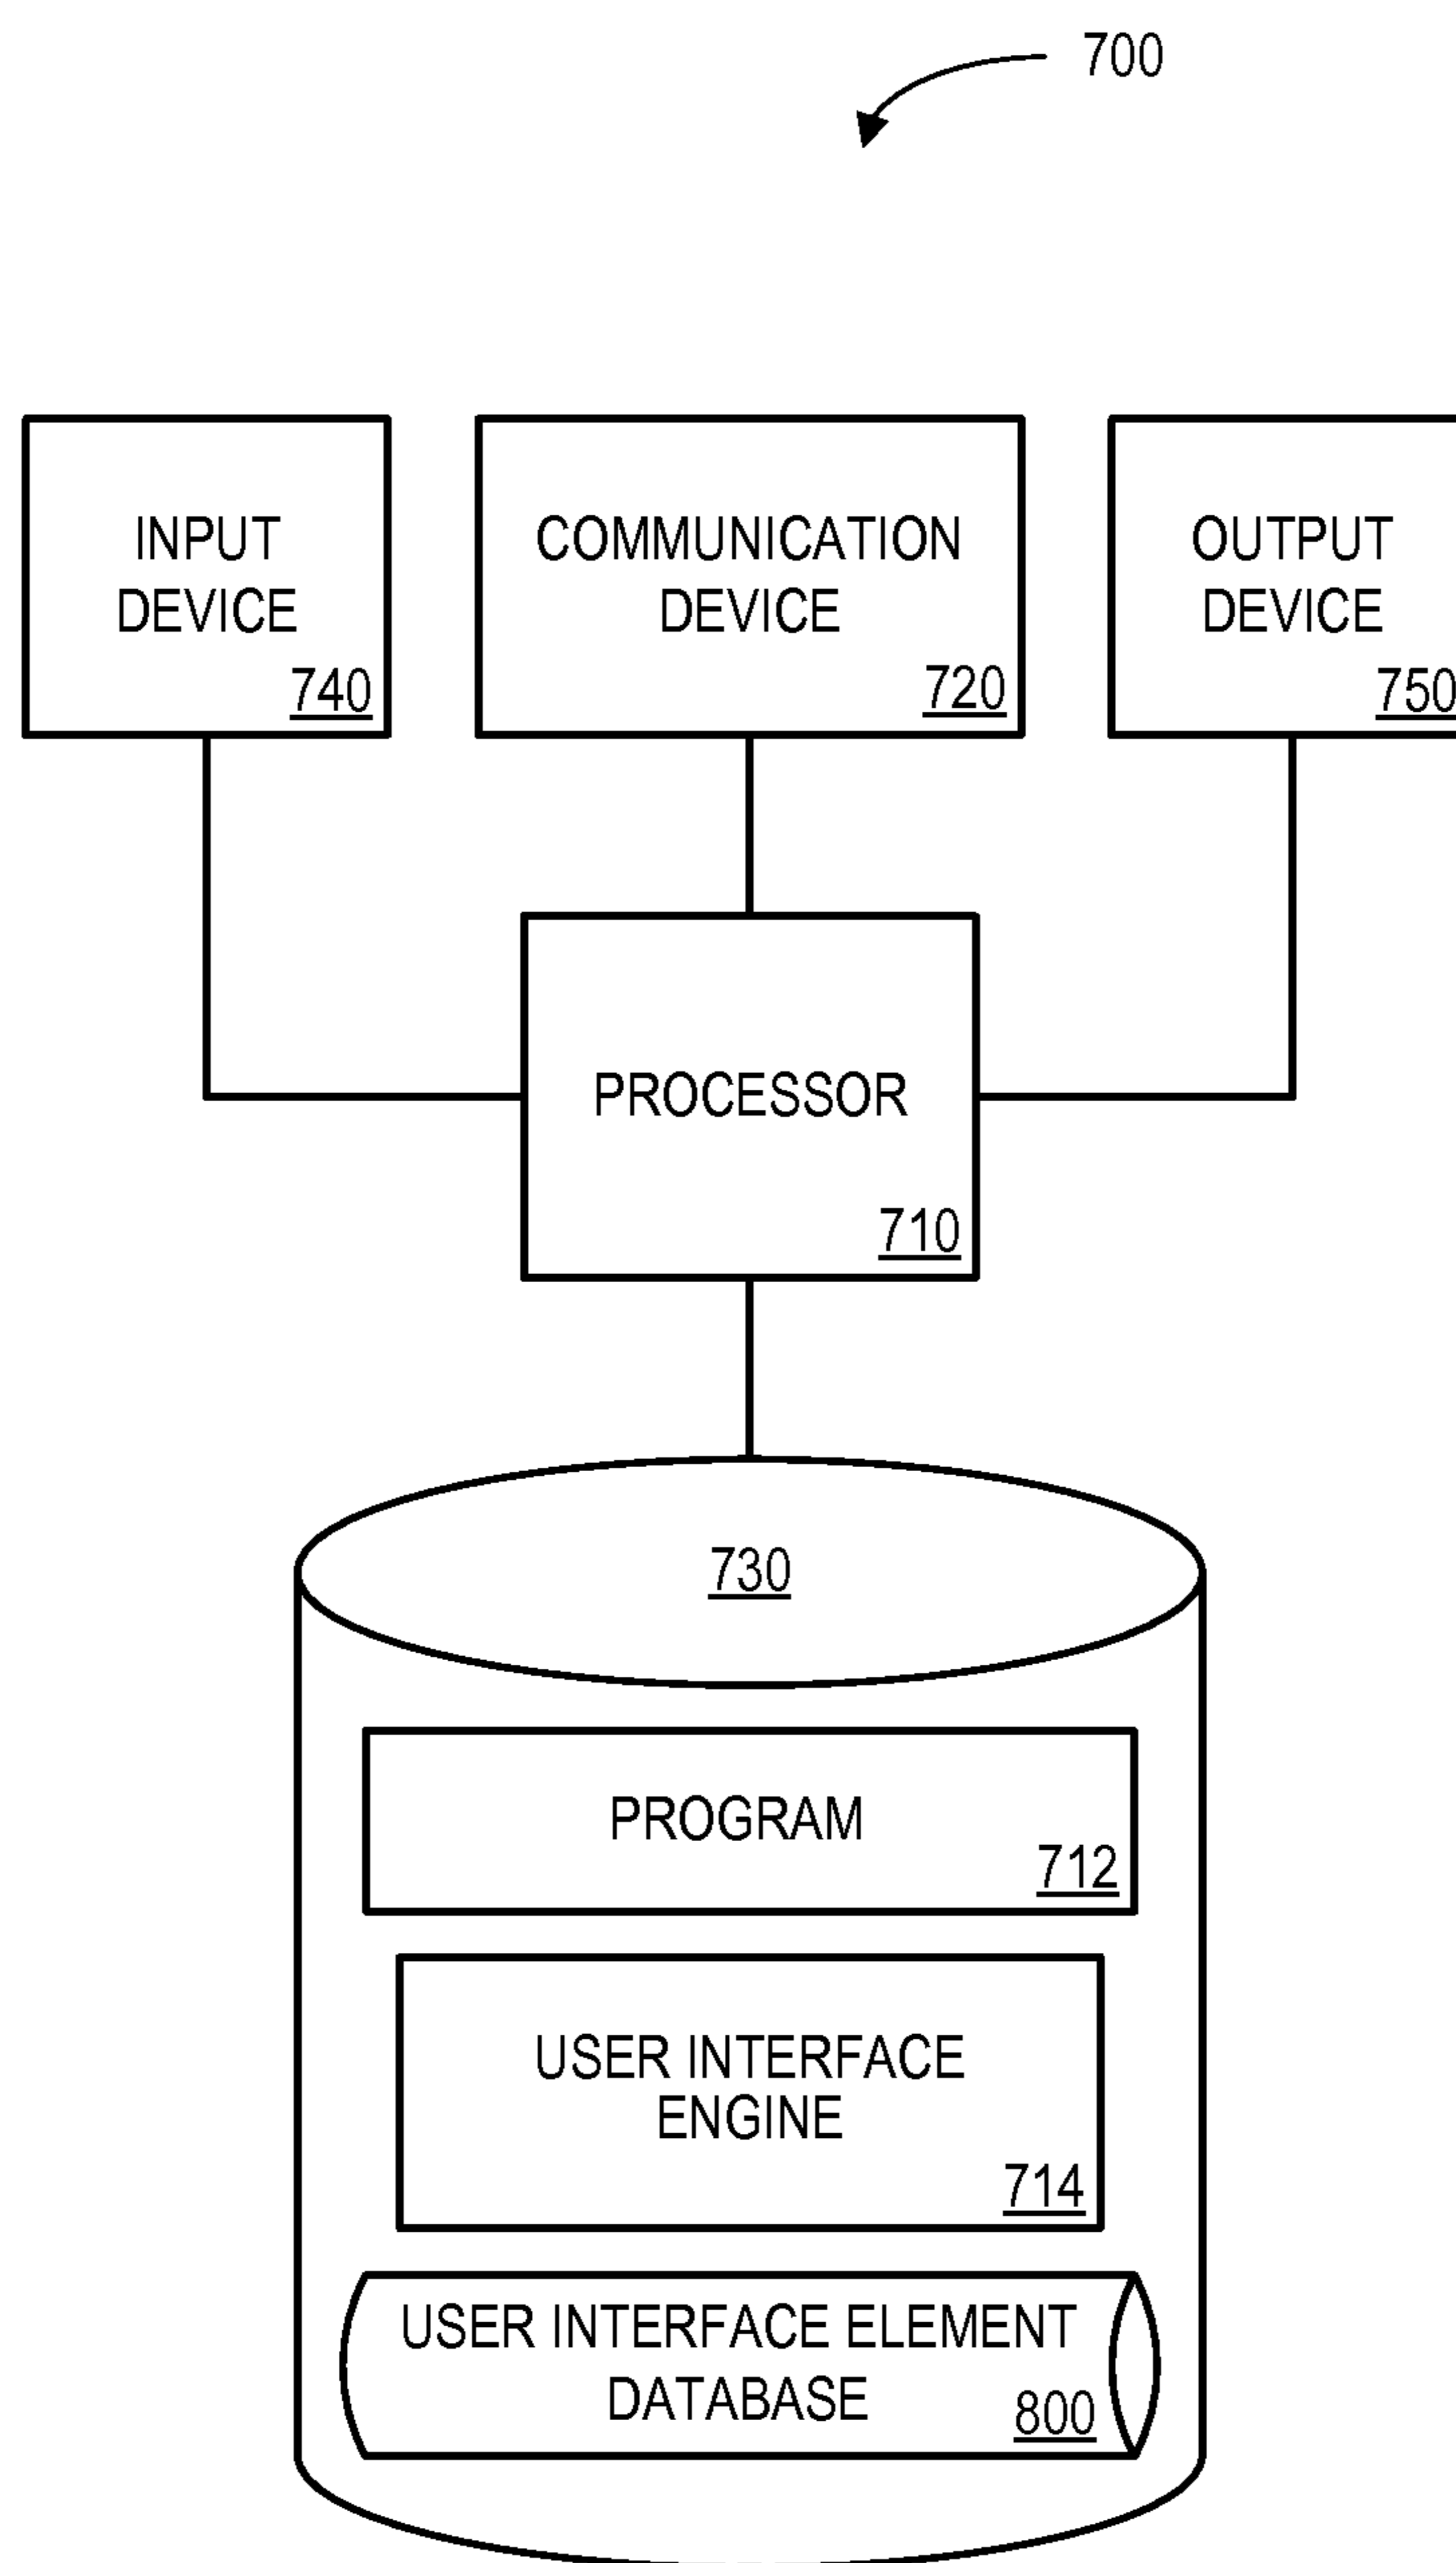 700
INPUT
DEVICE
740
COMMUNICATION
DEVICE
720
OUTPUT
DEVICE
750
PROCESSOR
710
730
PROGRAM
712
USER INTERFACE
ENGINE
714
USER INTERFACE ELEMENT
DATABASE
800